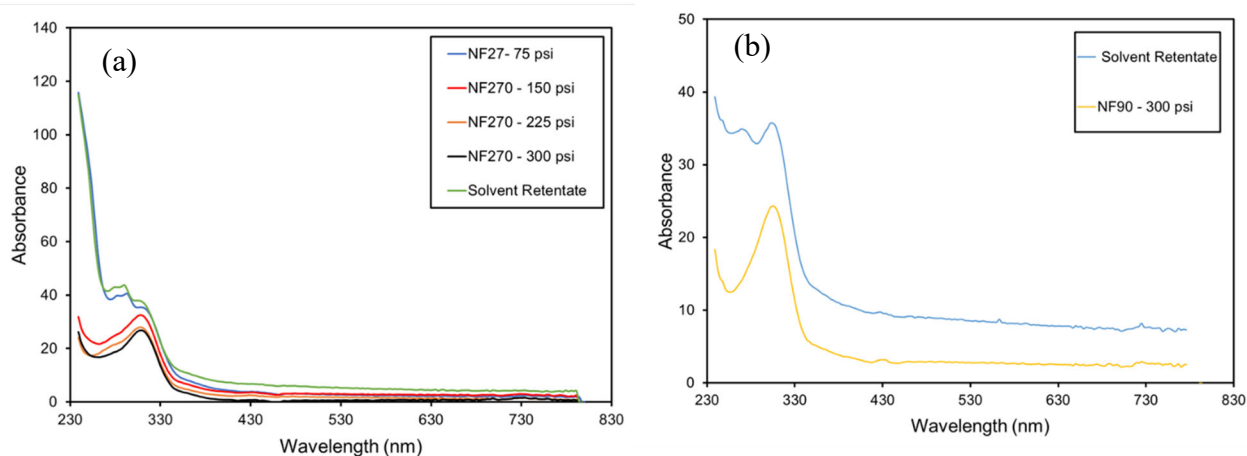 (a)
140
120
100
80
60
40
20
0
Absorbance
230 330 430 530 630 730 830
Wavelength (nm)
NF27- 75 psi
NF270 - 150 psi
NF270 - 225 psi
NF270 - 300 psi
Solvent Retentate
(b)
50
40
30
20
10
0
Absorbance
230 330 430 530 630 730 830
Wavelength (nm)
Solvent Retentate
NF90 - 300 psi